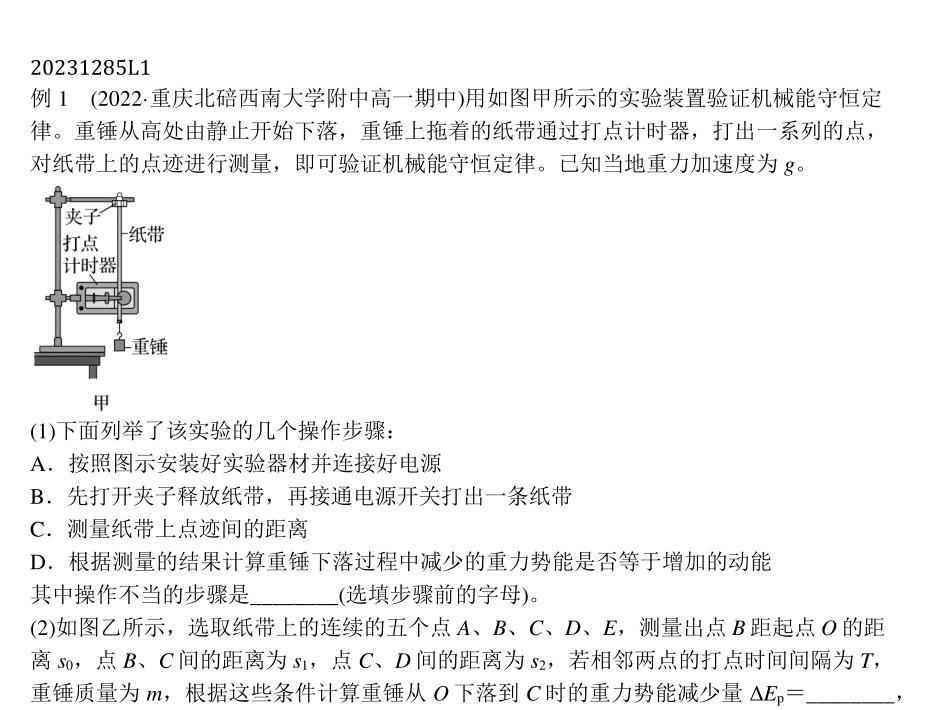 20231285L1
例 1 (2022·重庆北碚西南大学附中高一期中)用如图甲所示的实验装置验证机械能守恒定
律。重锤从高处由静止开始下落，重锤上拖着的纸带通过打点计时器，打出一系列的点，
对纸带上的点迹进行测量，即可验证机械能守恒定律。已知当地重力加速度为 g。
夹子
纸带
打点
计时器
重锤
甲
(1)下面列举了该实验的几个操作步骤：
A．按照图示安装好实验器材并连接好电源
B．先打开夹子释放纸带，再接通电源开关打出一条纸带
C．测量纸带上点迹间的距离
D．根据测量的结果计算重锤下落过程中减少的重力势能是否等于增加的动能
其中操作不当的步骤是________(选填步骤前的字母)。
(2)如图乙所示，选取纸带上的连续的五个点 A、B、C、D、E，测量出点 B 距起点 O 的距
离 s₀，点 B、C 间的距离为 s₁，点 C、D 间的距离为 s₂，若相邻两点的打点时间间隔为 T，
重锤质量为 m，根据这些条件计算重锤从 O 下落到 C 时的重力势能减少量 ΔEₚ＝________，